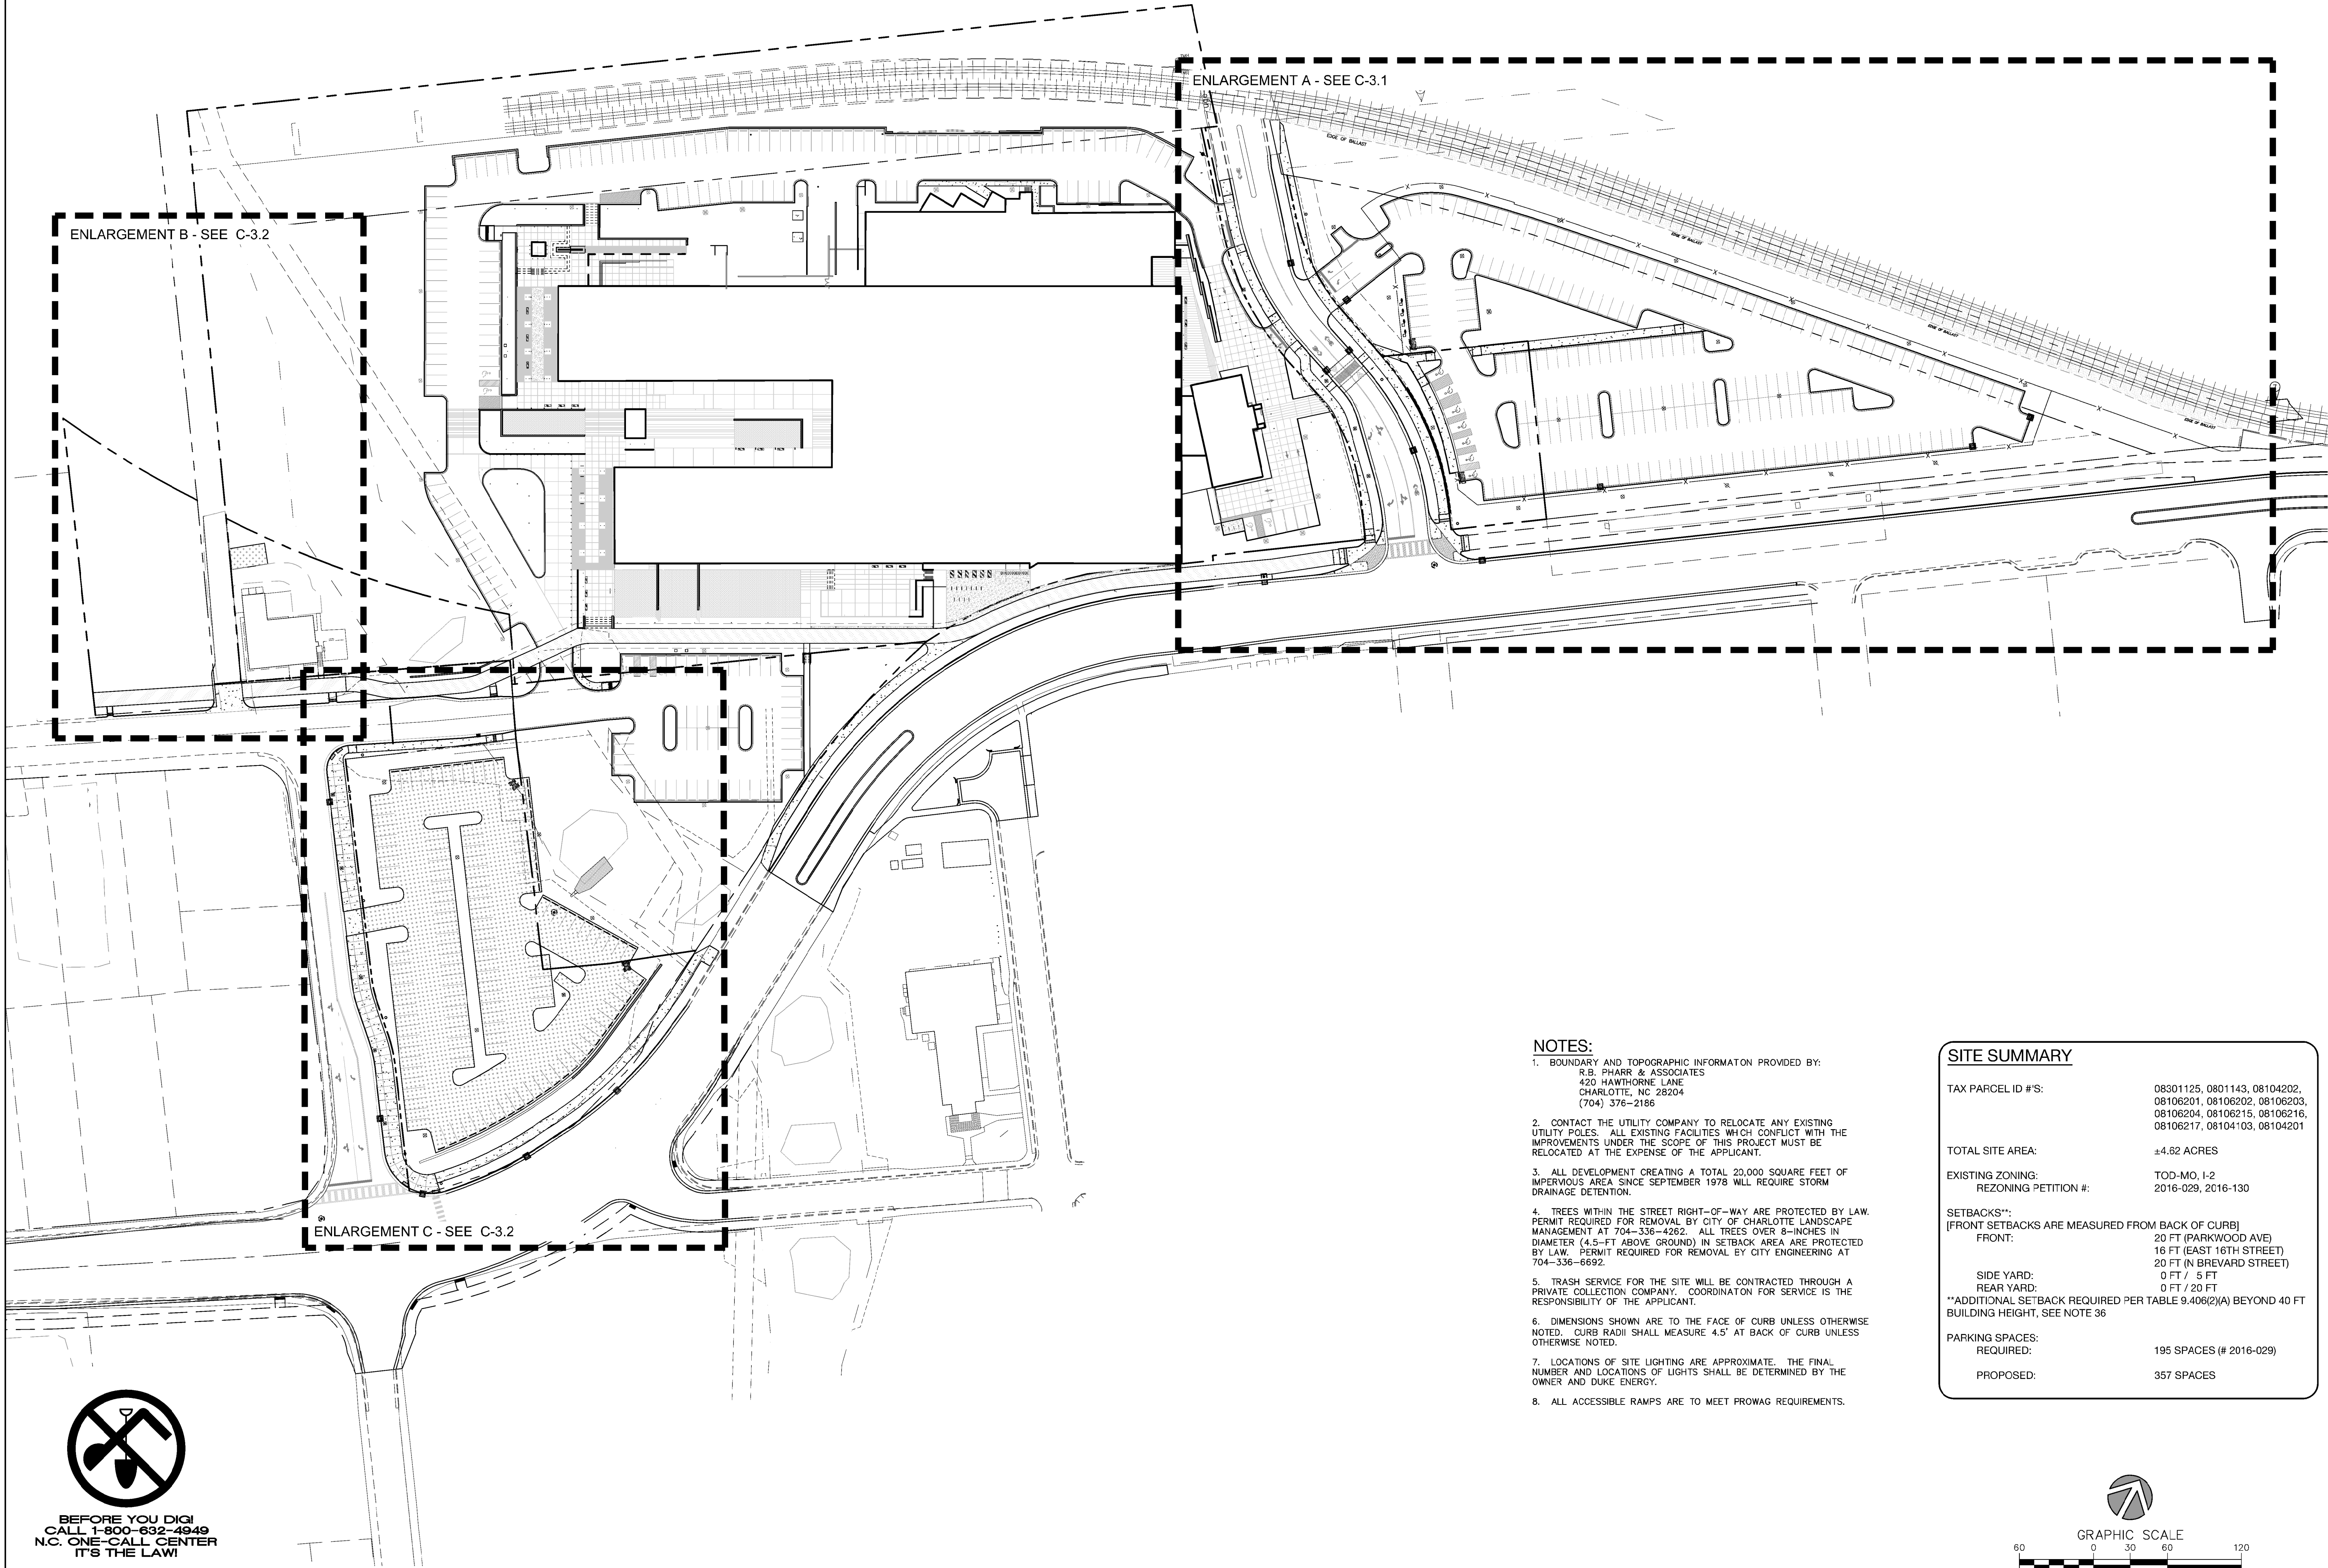 ENLARGEMENT A - SEE C-3.1
EDGE OF BALLAST
EDGE OF BALLAST
EDGE OF BALLAST
EDGE OF BALLAST
ENLARGEMENT B - SEE  C-3.2
ENLARGEMENT C - SEE  C-3.2
NOTES:
1.  BOUNDARY AND TOPOGRAPHIC INFORMATON PROVIDED BY:
R.B. PHARR & ASSOCIATES
420 HAWTHORNE LANE
CHARLOTTE, NC 28204
(704) 376-2186
2.  CONTACT THE UTILITY COMPANY TO RELOCATE ANY EXISTING
UTILITY POLES.  ALL EXISTING FACILITIES WHCH CONFLICT WITH THE
IMPROVEMENTS UNDER THE SCOPE OF THIS PROJECT MUST BE
RELOCATED AT THE EXPENSE OF THE APPLICANT.
3.  ALL DEVELOPMENT CREATING A TOTAL 20,000 SQUARE FEET OF
IMPERVIOUS AREA SINCE SEPTEMBER 1978 WILL REQUIRE STORM
DRAINAGE DETENTION.
4.  TREES WITHIN THE STREET RIGHT-OF-WAY ARE PROTECTED BY LAW.
PERMIT REQUIRED FOR REMOVAL BY CITY OF CHARLOTTE LANDSCAPE
MANAGEMENT AT 704-336-4262.  ALL TREES OVER 8-INCHES IN
DIAMETER (4.5-FT ABOVE GROUND) IN SETBACK AREA ARE PROTECTED
BY LAW.  PERMIT REQUIRED FOR REMOVAL BY CITY ENGINEERING AT
704-336-6692.
5.  TRASH SERVICE FOR THE SITE WILL BE CONTRACTED THROUGH A
PRIVATE COLLECTION COMPANY.  COORDINATON FOR SERVICE IS THE
RESPONSIBILITY OF THE APPLICANT.
6.  DIMENSIONS SHOWN ARE TO THE FACE OF CURB UNLESS OTHERWISE
NOTED.  CURB RADII SHALL MEASURE 4.5' AT BACK OF CURB UNLESS
OTHERWISE NOTED.
7.  LOCATIONS OF SITE LIGHTING ARE APPROXIMATE.  THE FINAL
NUMBER AND LOCATIONS OF LIGHTS SHALL BE DETERMINED BY THE
OWNER AND DUKE ENERGY.
8.  ALL ACCESSIBLE RAMPS ARE TO MEET PROWAG REQUIREMENTS.
SITE SUMMARY
TAX PARCEL ID #'S: 08301125, 0801143, 08104202,
08106201, 08106202, 08106203,
08106204, 08106215, 08106216,
08106217, 08104103, 08104201
TOTAL SITE AREA: ±4.62 ACRES
EXISTING ZONING: TOD-MO, I-2
REZONING PETITION #: 2016-029, 2016-130
SETBACKS**:
[FRONT SETBACKS ARE MEASURED FROM BACK OF CURB]
FRONT: 20 FT (PARKWOOD AVE)
16 FT (EAST 16TH STREET)
20 FT (N BREVARD STREET)
SIDE YARD: 0 FT /  5 FT
REAR YARD: 0 FT / 20 FT
**ADDITIONAL SETBACK REQUIRED PER TABLE 9.406(2)(A) BEYOND 40 FT
BUILDING HEIGHT, SEE NOTE 36
PARKING SPACES:
REQUIRED: 195 SPACES (# 2016-029)
PROPOSED: 357 SPACES
BEFORE YOU DIG!
CALL 1-800-632-4949
N.C. ONE-CALL CENTER
IT'S THE LAW!
GRAPHIC SCALE
60 0 30 60 120